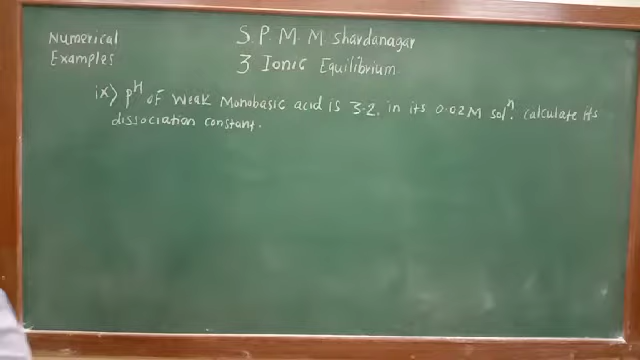 Numerical Examples
S. P. M. M. Shardanagar
3 Ionic Equilibrium
ix> pH of weak Monobasic acid is 3.2. in its 0.02M solⁿ. calculate its
dissociation constant.